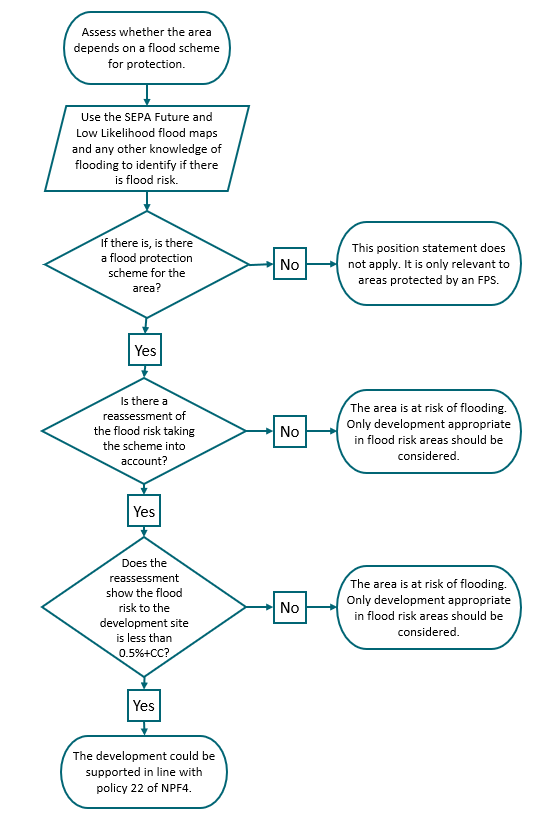 Assess whether the area
depends on a flood scheme
for protection.
Use the SEPA Future and
Low Likelihood flood maps
and any other knowledge of
flooding to identify if there
is flood risk.
If there is, is there
a flood protection
scheme for the
area?
No
This position statement does
not apply. It is only relevant to
areas protected by an FPS.
Yes
Is there a
reassessment of
the flood risk taking
the scheme into
account?
No
The area is at risk of flooding.
Only development appropriate
in flood risk areas should be
considered.
Yes
Does the
reassessment
show the flood
risk to the
development site
is less than
0.5%+CC?
No
The area is at risk of flooding.
Only development appropriate
in flood risk areas should be
considered.
Yes
The development could be
supported in line with
policy 22 of NPF4.